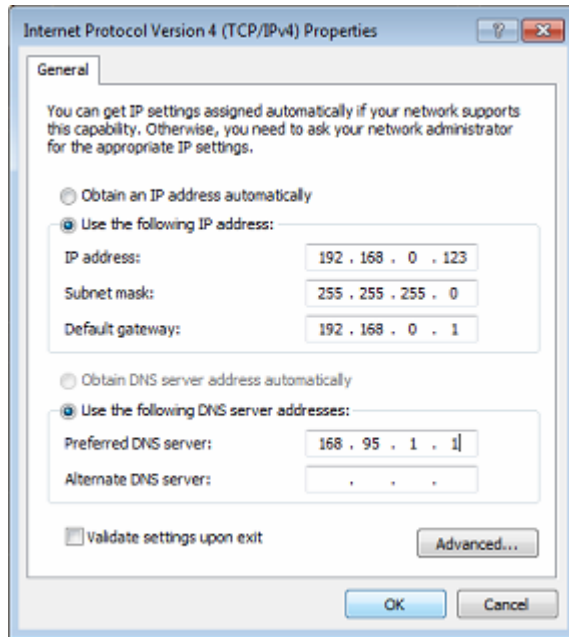 Internet Protocol Version 4 (TCP/IPv4) Properties
General
You can get IP settings assigned automatically if your network supports
this capability. Otherwise, you need to ask your network administrator
for the appropriate IP settings.
Obtain an IP address automatically
Use the following IP address:
IP address: 192 . 168 . 0 . 123
Subnet mask: 255 . 255 . 255 . 0
Default gateway: 192 . 168 . 0 . 1
Obtain DNS server address automatically
Use the following DNS server addresses:
Preferred DNS server: 168 . 95 . 1 . 1
Alternate DNS server: . . .
Validate settings upon exit
Advanced...
OK Cancel